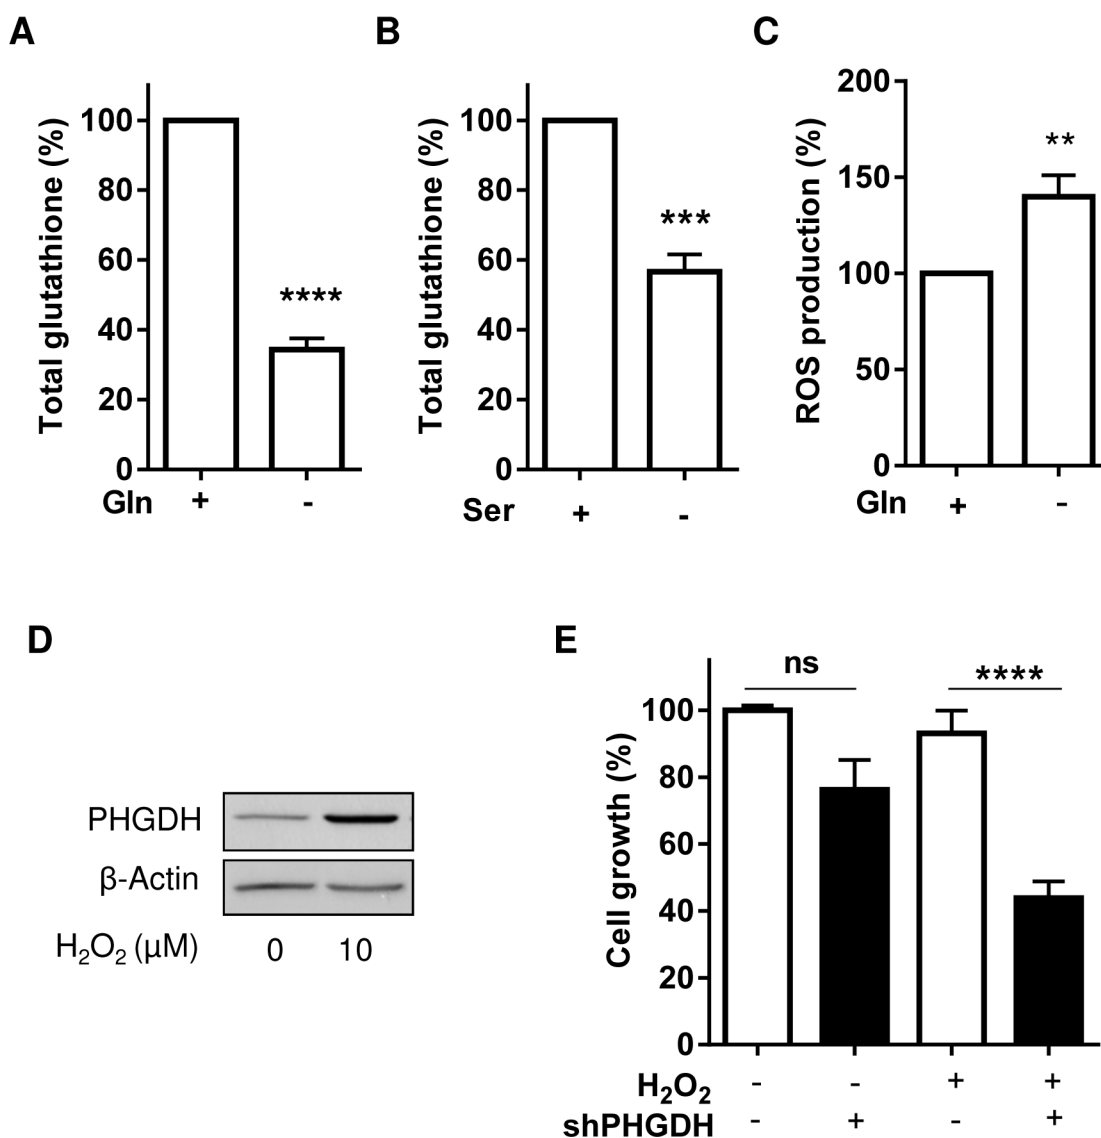 A
Total glutathione (%)
100
80
60
40
20
0
****
Gln + -
B
Total glutathione (%)
100
80
60
40
20
0
***
Ser + -
C
ROS production (%)
200
150
100
50
0
**
Gln + -
D
PHGDH
β-Actin
H₂O₂ (µM) 0 10
E
Cell growth (%)
100
80
60
40
20
0
ns
****
H₂O₂ - - + +
shPHGDH - + - +